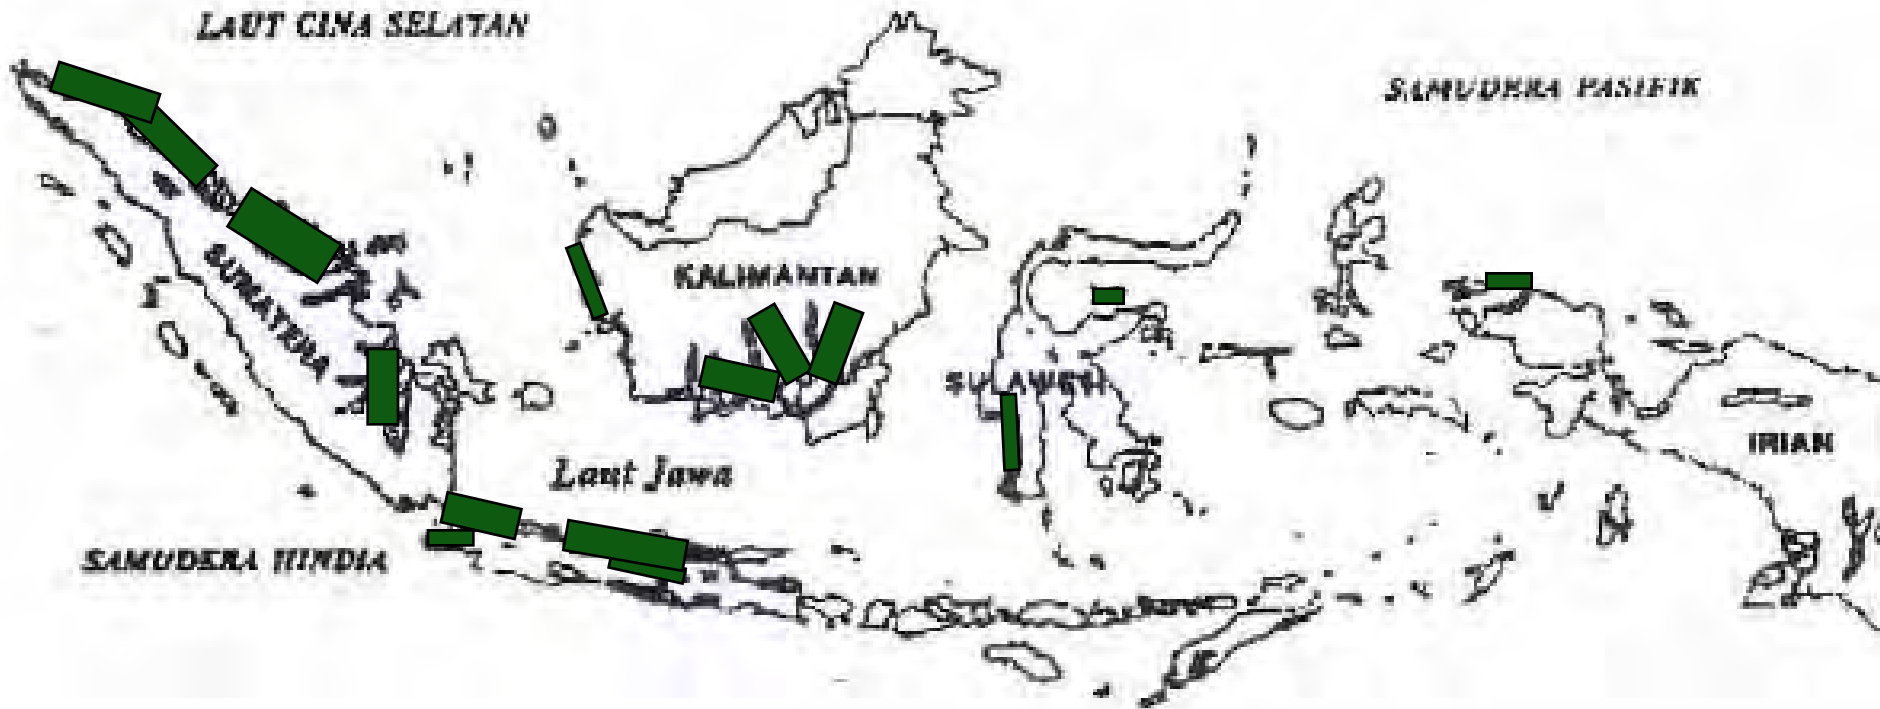 LAUT CINA SELATAN
SAMUDERA PASIFIK
KALIMANTAN
SUMATERA
SULAWESI
IRIAN
Laut Jawa
SAMUDERA HINDIA